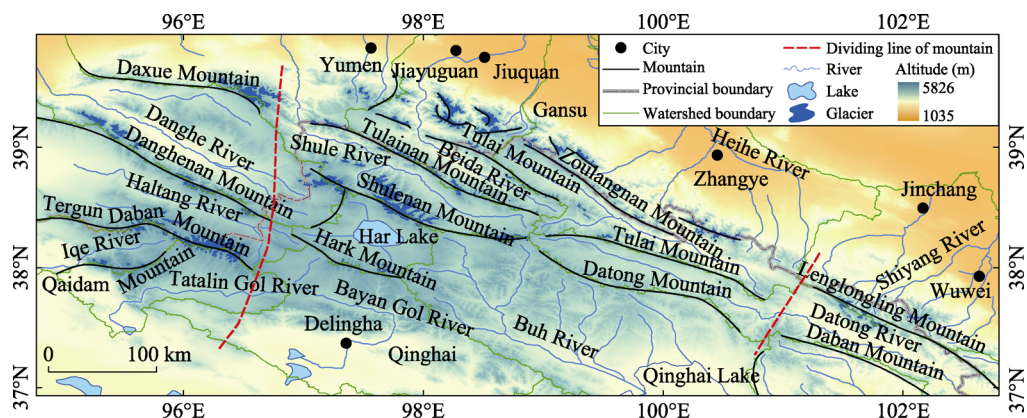 96°E 98°E 100°E 102°E
City
Mountain
Provincial boundary
Watershed boundary
Dividing line of mountain
River
Lake
Glacier
Altitude (m)
5826
1035
Yumen
Jiayuguan
Jiuquan
Gansu
Daxue Mountain
39°N
39°N
Danghe River
Danghenan Mountain
Haltang River
Tergun Daban
Mountain
Iqe River
Qaidam
Mountain
Tatalin Gol River
Shule River
Tulainan Mountain
Beida River
Tulai Mountain
Zoulangnan Mountain
Shulenan Mountain
Har Lake
Hark Mountain
Bayan Gol River
Buh River
Tulai Mountain
Datong Mountain
Heihe River
Zhangye
Jinchang
Shiyang River
Wuwei
Lenglongling Mountain
Datong River
Daban Mountain
Qinghai Lake
Delingha
Qinghai
38°N
38°N
0 100 km
37°N
37°N
96°E 98°E 100°E 102°E